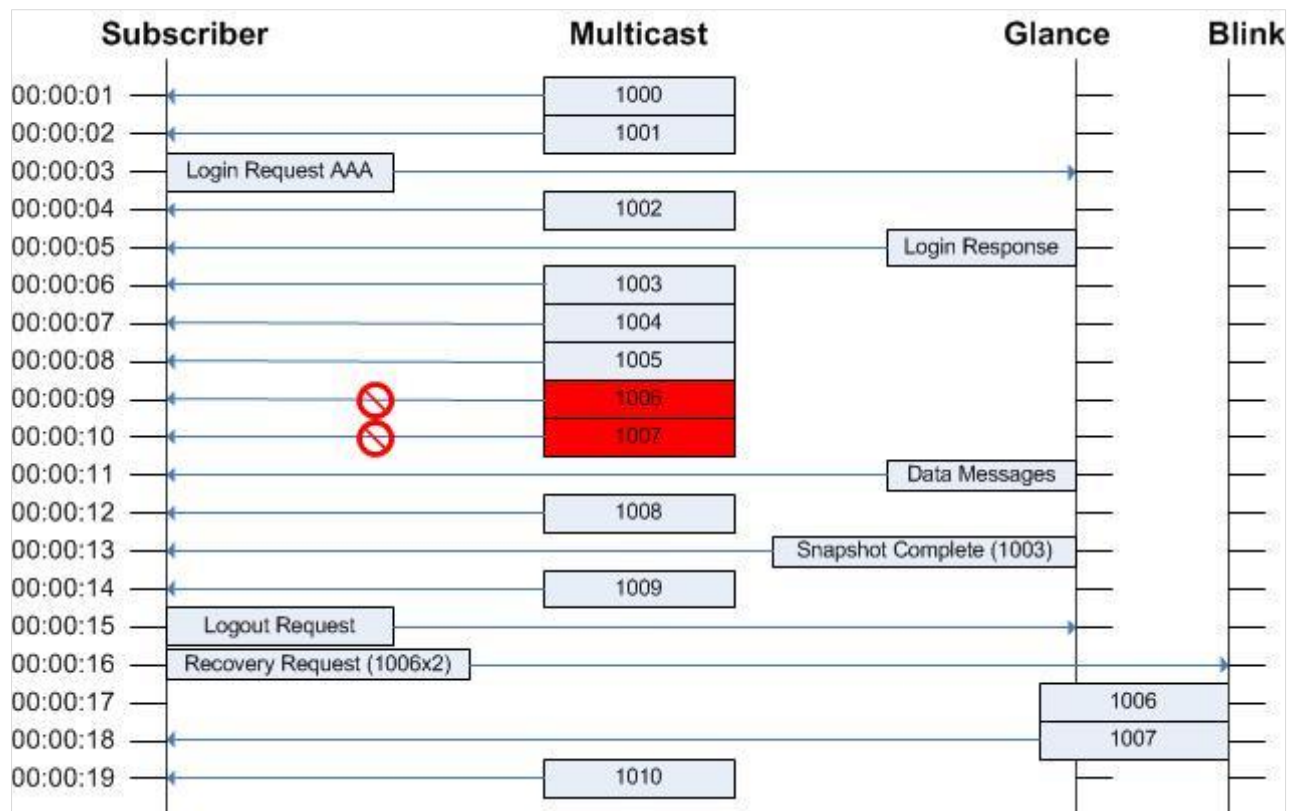 Subscriber Multicast Glance Blink
00:00:01 1000
00:00:02 1001
00:00:03 Login Request AAA
00:00:04 1002
00:00:05 Login Response
00:00:06 1003
00:00:07 1004
00:00:08 1005
00:00:09 1006
00:00:10 1007
00:00:11 Data Messages
00:00:12 1008
00:00:13 Snapshot Complete (1003)
00:00:14 1009
00:00:15 Logout Request
00:00:16 Recovery Request (1006x2)
00:00:17 1006
00:00:18 1007
00:00:19 1010